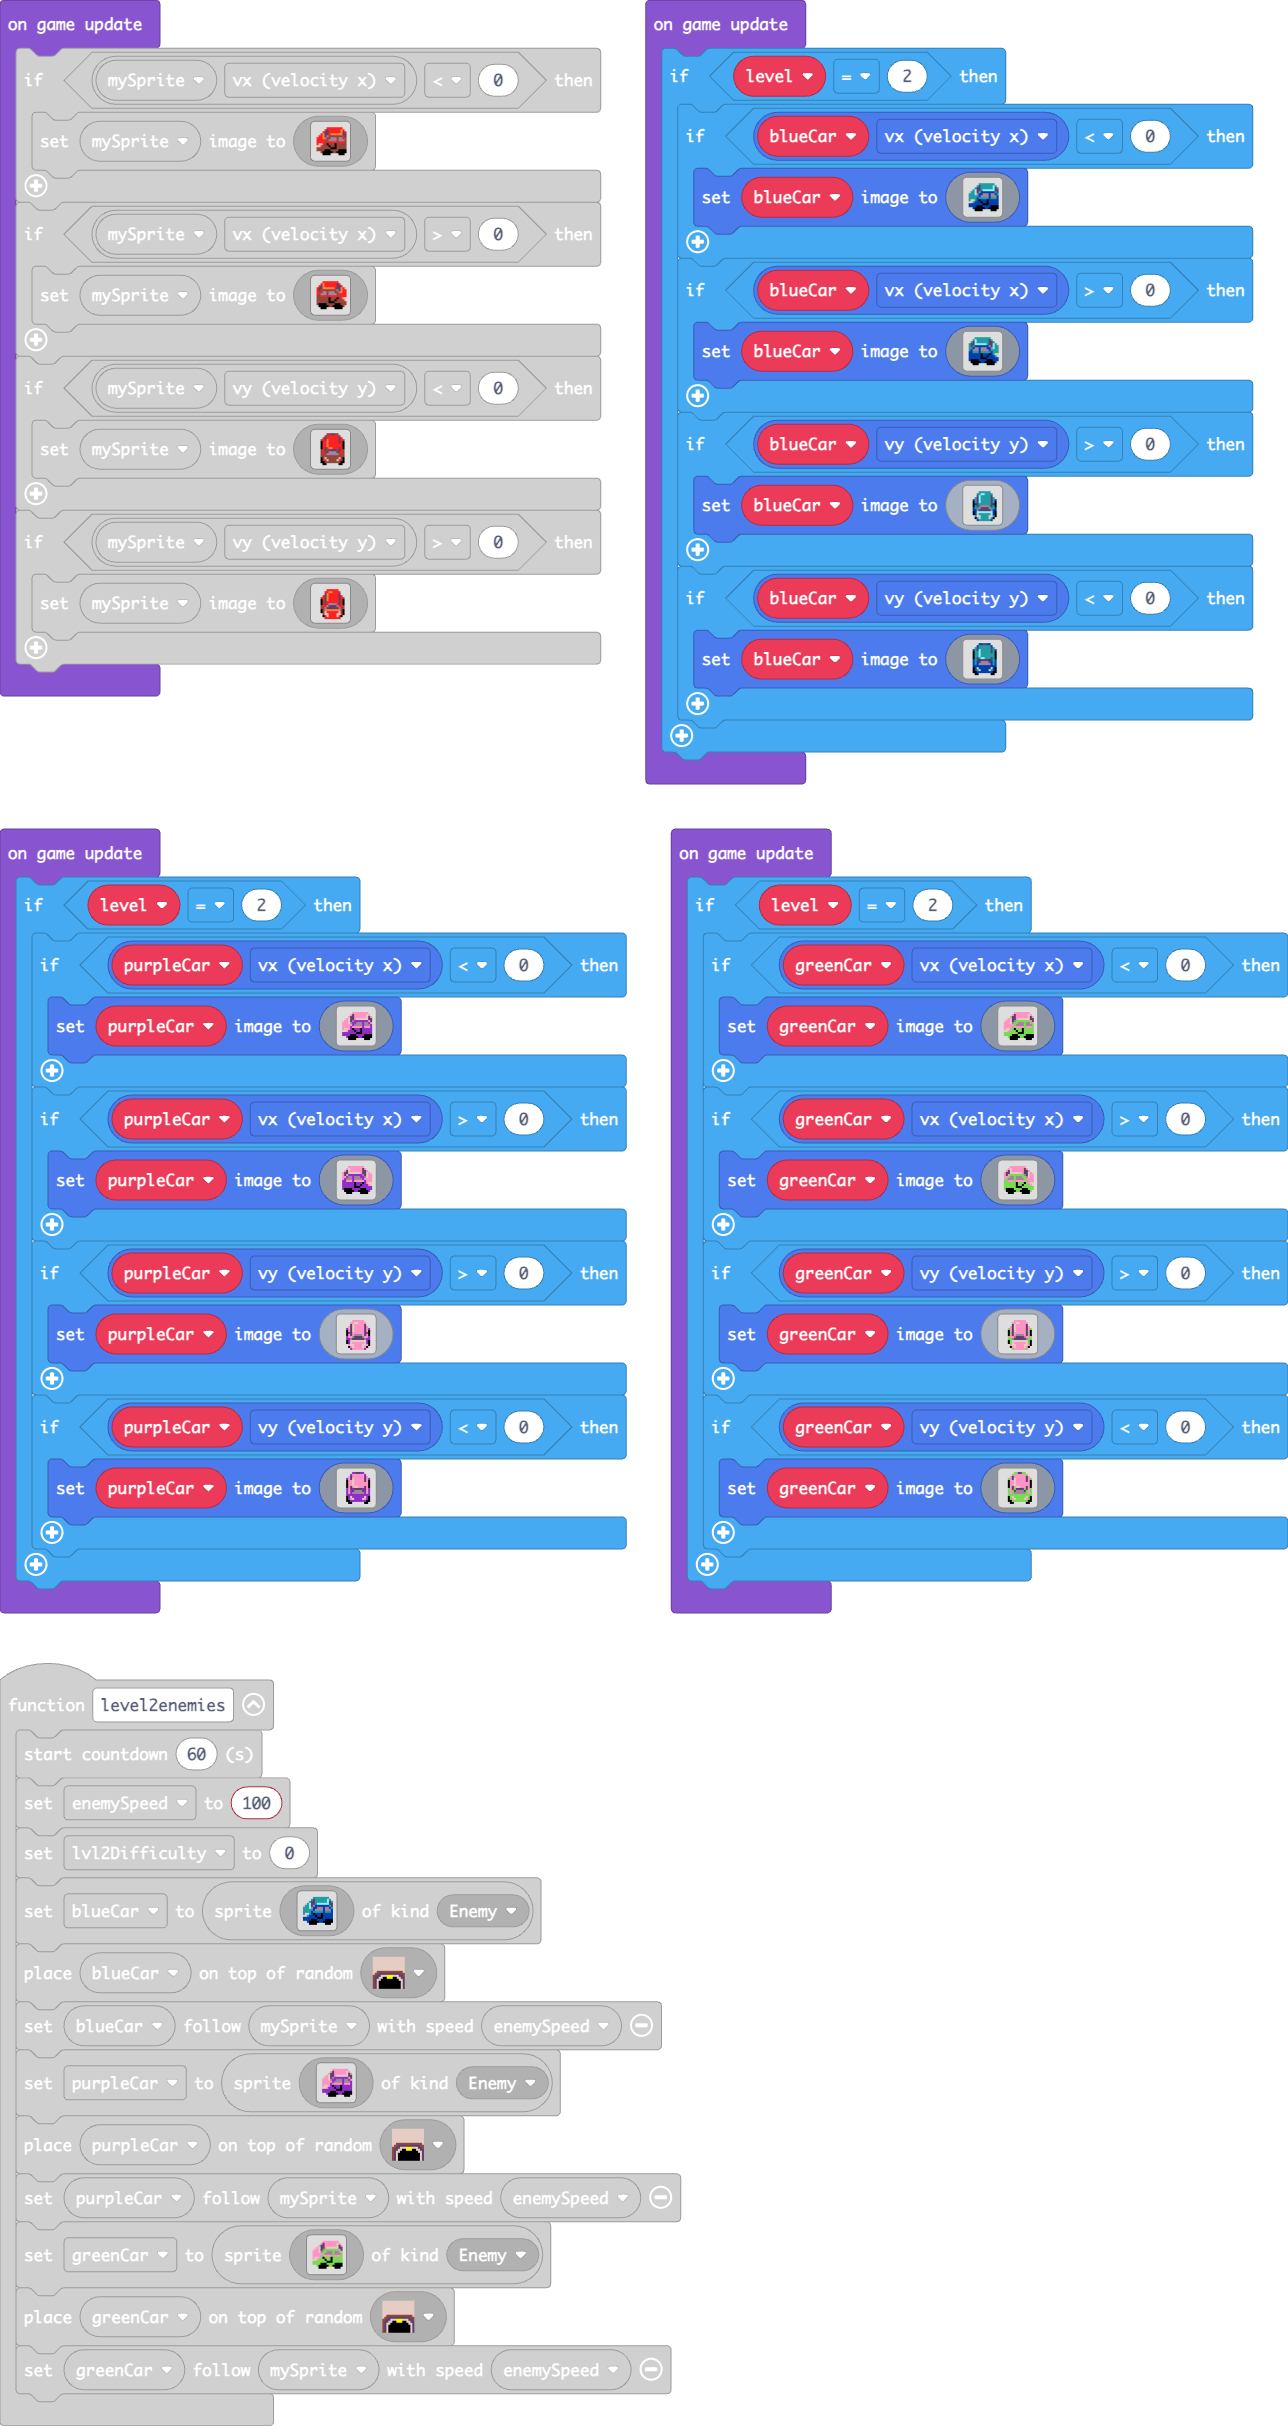 on game update
if mySprite vx (velocity x) < 0 then
set mySprite image to
if mySprite vx (velocity x) > 0 then
set mySprite image to
if mySprite vy (velocity y) < 0 then
set mySprite image to
if mySprite vy (velocity y) > 0 then
set mySprite image to
on game update
if level = 2 then
if blueCar vx (velocity x) < 0 then
set blueCar image to
if blueCar vx (velocity x) > 0 then
set blueCar image to
if blueCar vy (velocity y) > 0 then
set blueCar image to
if blueCar vy (velocity y) < 0 then
set blueCar image to
on game update
if level = 2 then
if purpleCar vx (velocity x) < 0 then
set purpleCar image to
if purpleCar vx (velocity x) > 0 then
set purpleCar image to
if purpleCar vy (velocity y) > 0 then
set purpleCar image to
if purpleCar vy (velocity y) < 0 then
set purpleCar image to
on game update
if level = 2 then
if greenCar vx (velocity x) < 0 then
set greenCar image to
if greenCar vx (velocity x) > 0 then
set greenCar image to
if greenCar vy (velocity y) > 0 then
set greenCar image to
if greenCar vy (velocity y) < 0 then
set greenCar image to
function level2enemies
start countdown 60 (s)
set enemySpeed to 100
set lvl2Difficulty to 0
set blueCar to sprite of kind Enemy
place blueCar on top of random
set blueCar follow mySprite with speed enemySpeed
set purpleCar to sprite of kind Enemy
place purpleCar on top of random
set purpleCar follow mySprite with speed enemySpeed
set greenCar to sprite of kind Enemy
place greenCar on top of random
set greenCar follow mySprite with speed enemySpeed